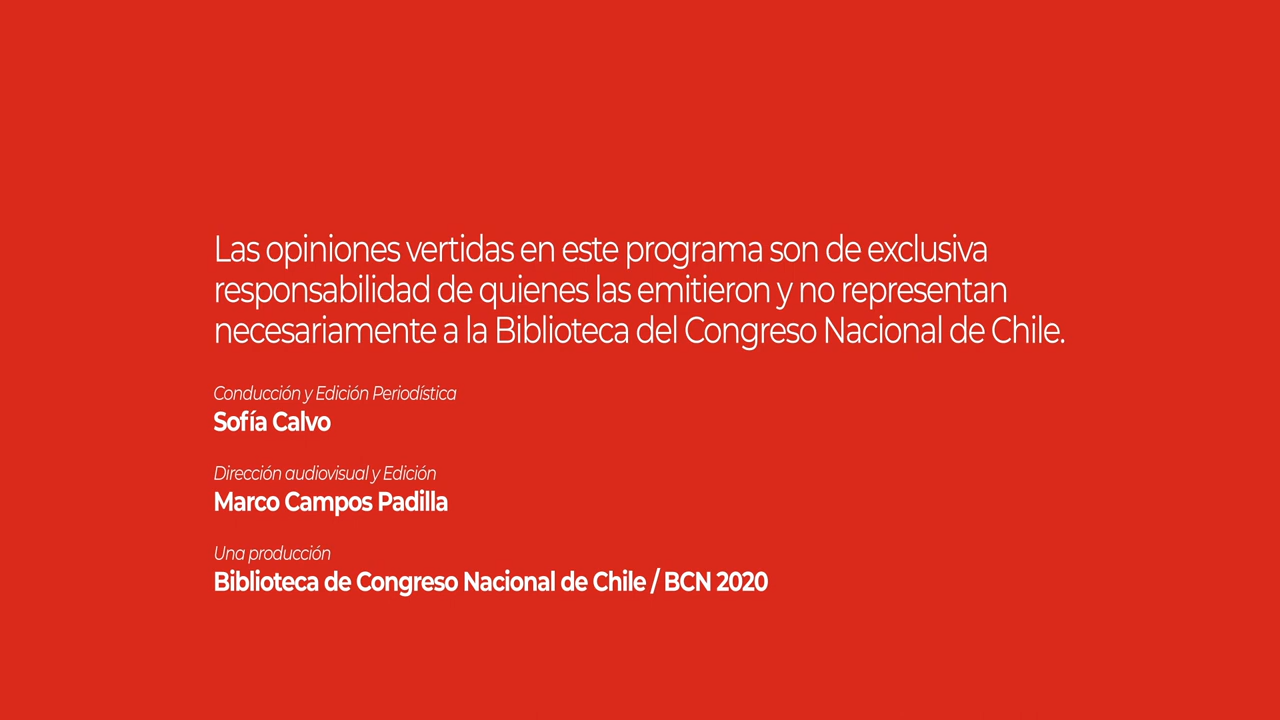 Las opiniones vertidas en este programa son de exclusiva
responsabilidad de quienes las emitieron y no representan
necesariamente a la Biblioteca del Congreso Nacional de Chile.
Conducción y Edición Periodística
Sofía Calvo
Dirección audiovisual y Edición
Marco Campos Padilla
Una producción
Biblioteca de Congreso Nacional de Chile / BCN 2020